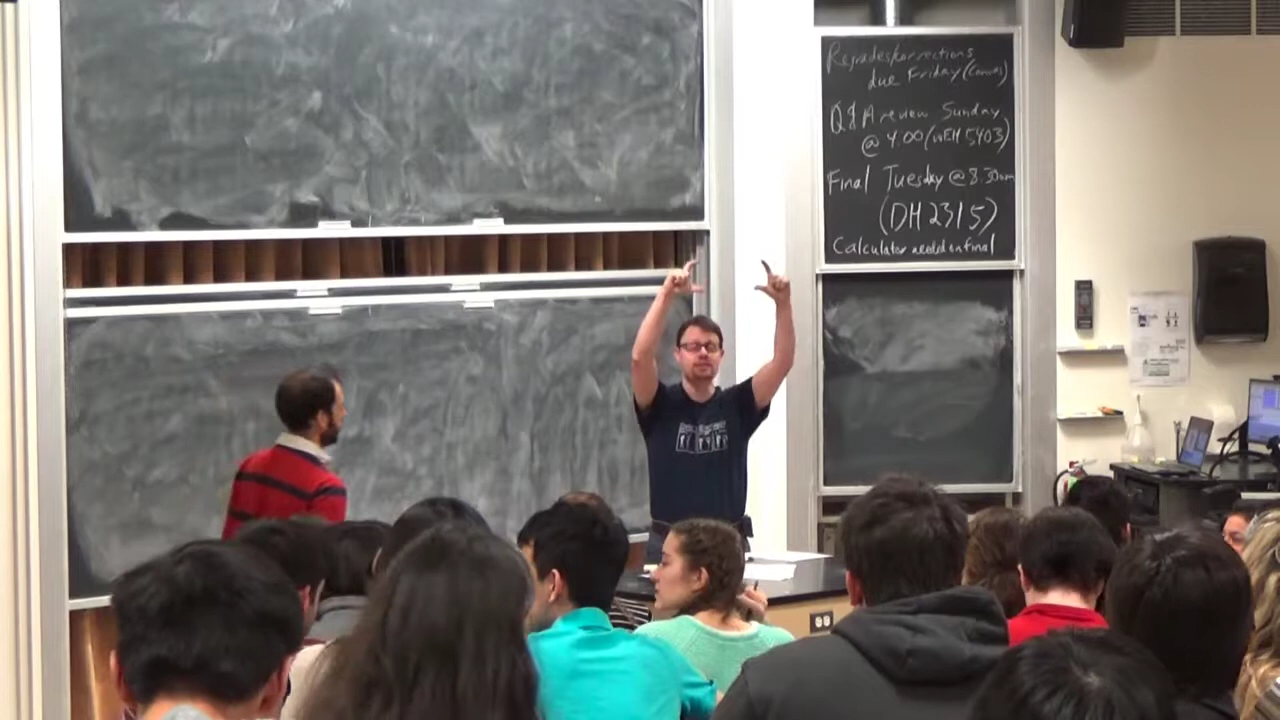 Regrades/corrections
due Friday (Canvas)
Q&A review Sunday
@ 4:00 (WEH 5403)
Final Tuesday @ 8:30am
(DH 2315)
Calculator needed on final